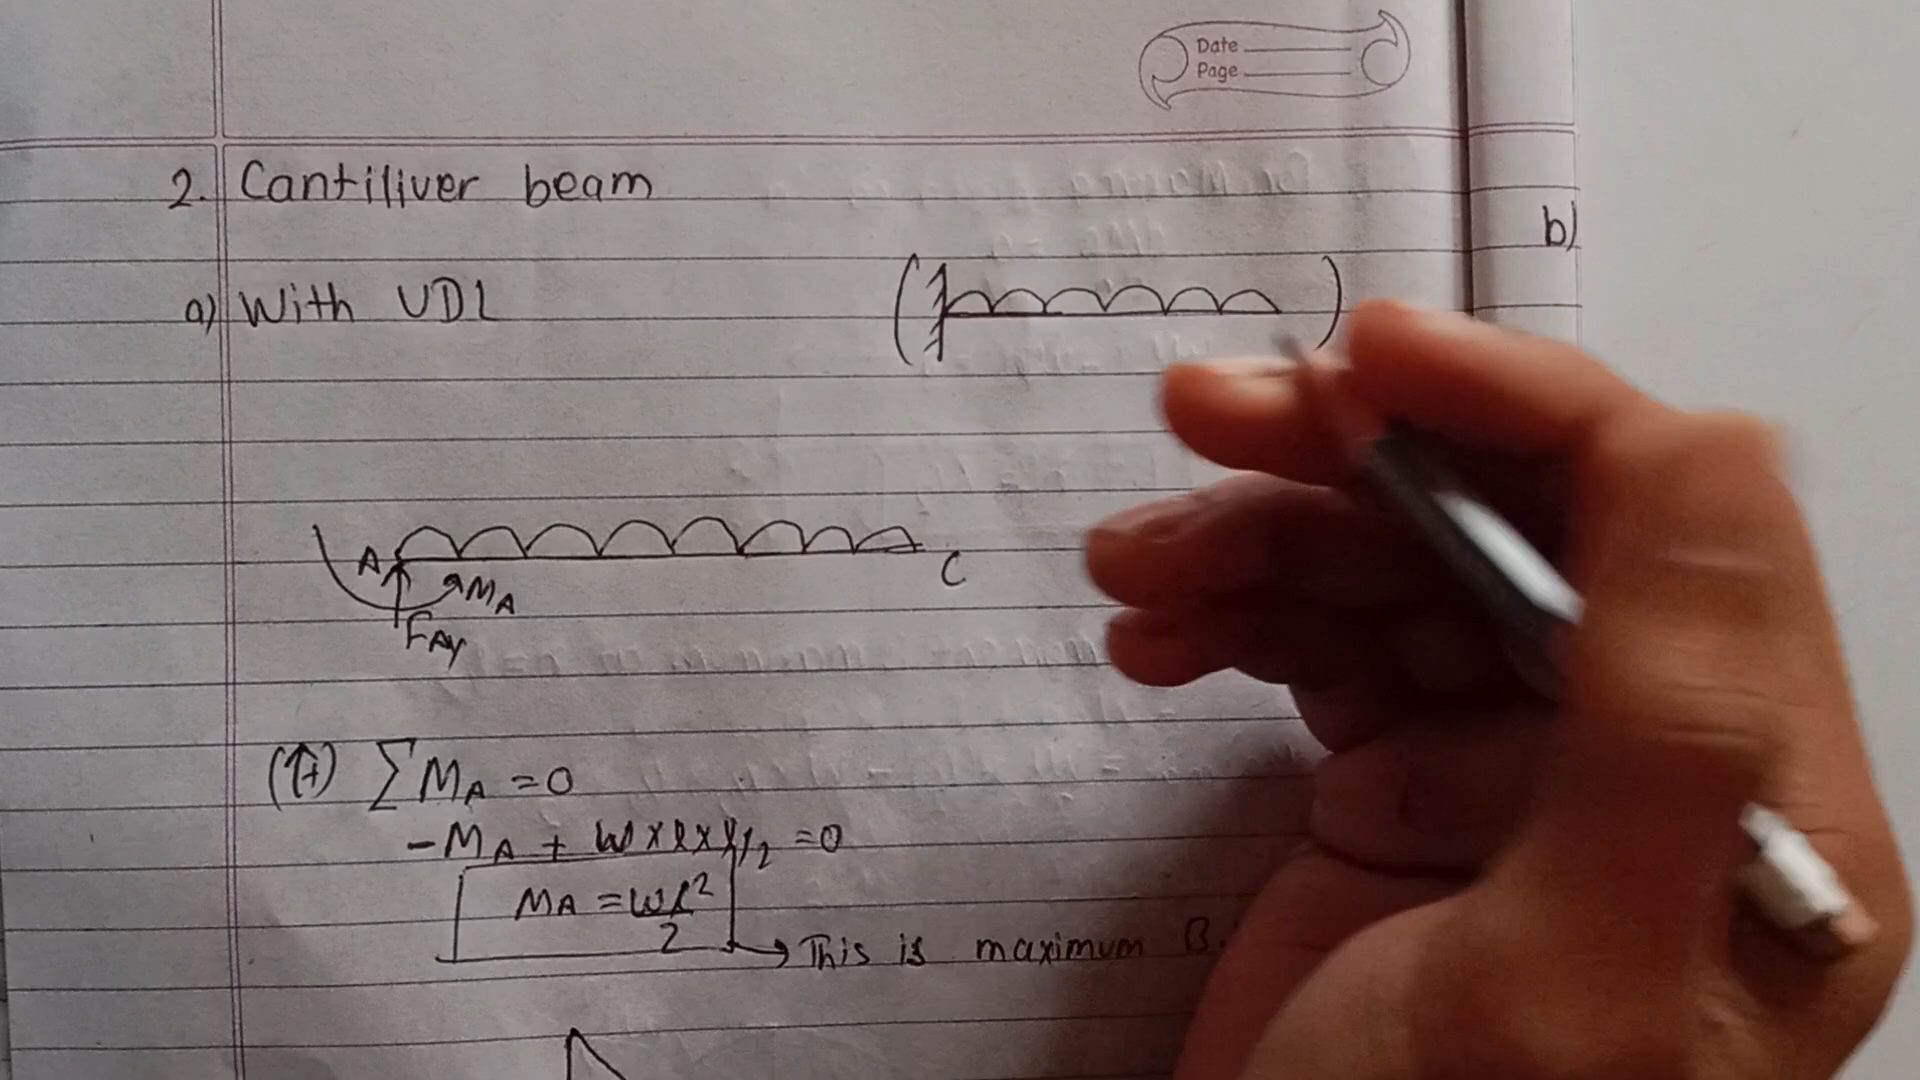 Date
Page
2. Cantiliver beam
b)
a) With UDL
A MA C
FAy
(+) ΣMA = 0
-MA + W x l x l/2 = 0
MA = wl²/2
→ This is maximum B.